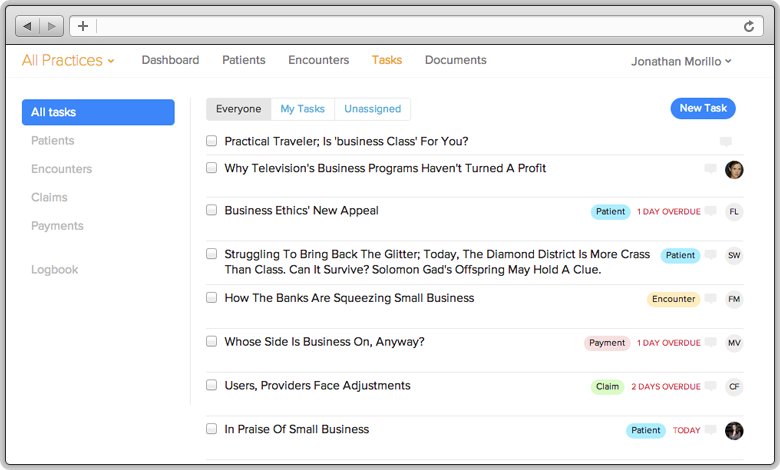 All Practices Dashboard Patients Encounters Tasks Documents Jonathan Morillo
All tasks
Patients
Encounters
Claims
Payments
Logbook
Everyone My Tasks Unassigned New Task
Practical Traveler; Is 'business Class' For You?
Why Television's Business Programs Haven't Turned A Profit
Business Ethics' New Appeal Patient 1 DAY OVERDUE FL
Struggling To Bring Back The Glitter; Today, The Diamond District Is More Crass Patient SW
Than Class. Can It Survive? Solomon Gad's Offspring May Hold A Clue.
How The Banks Are Squeezing Small Business Encounter FM
Whose Side Is Business On, Anyway? Payment 1 DAY OVERDUE MV
Users, Providers Face Adjustments Claim 2 DAYS OVERDUE CF
In Praise Of Small Business Patient TODAY